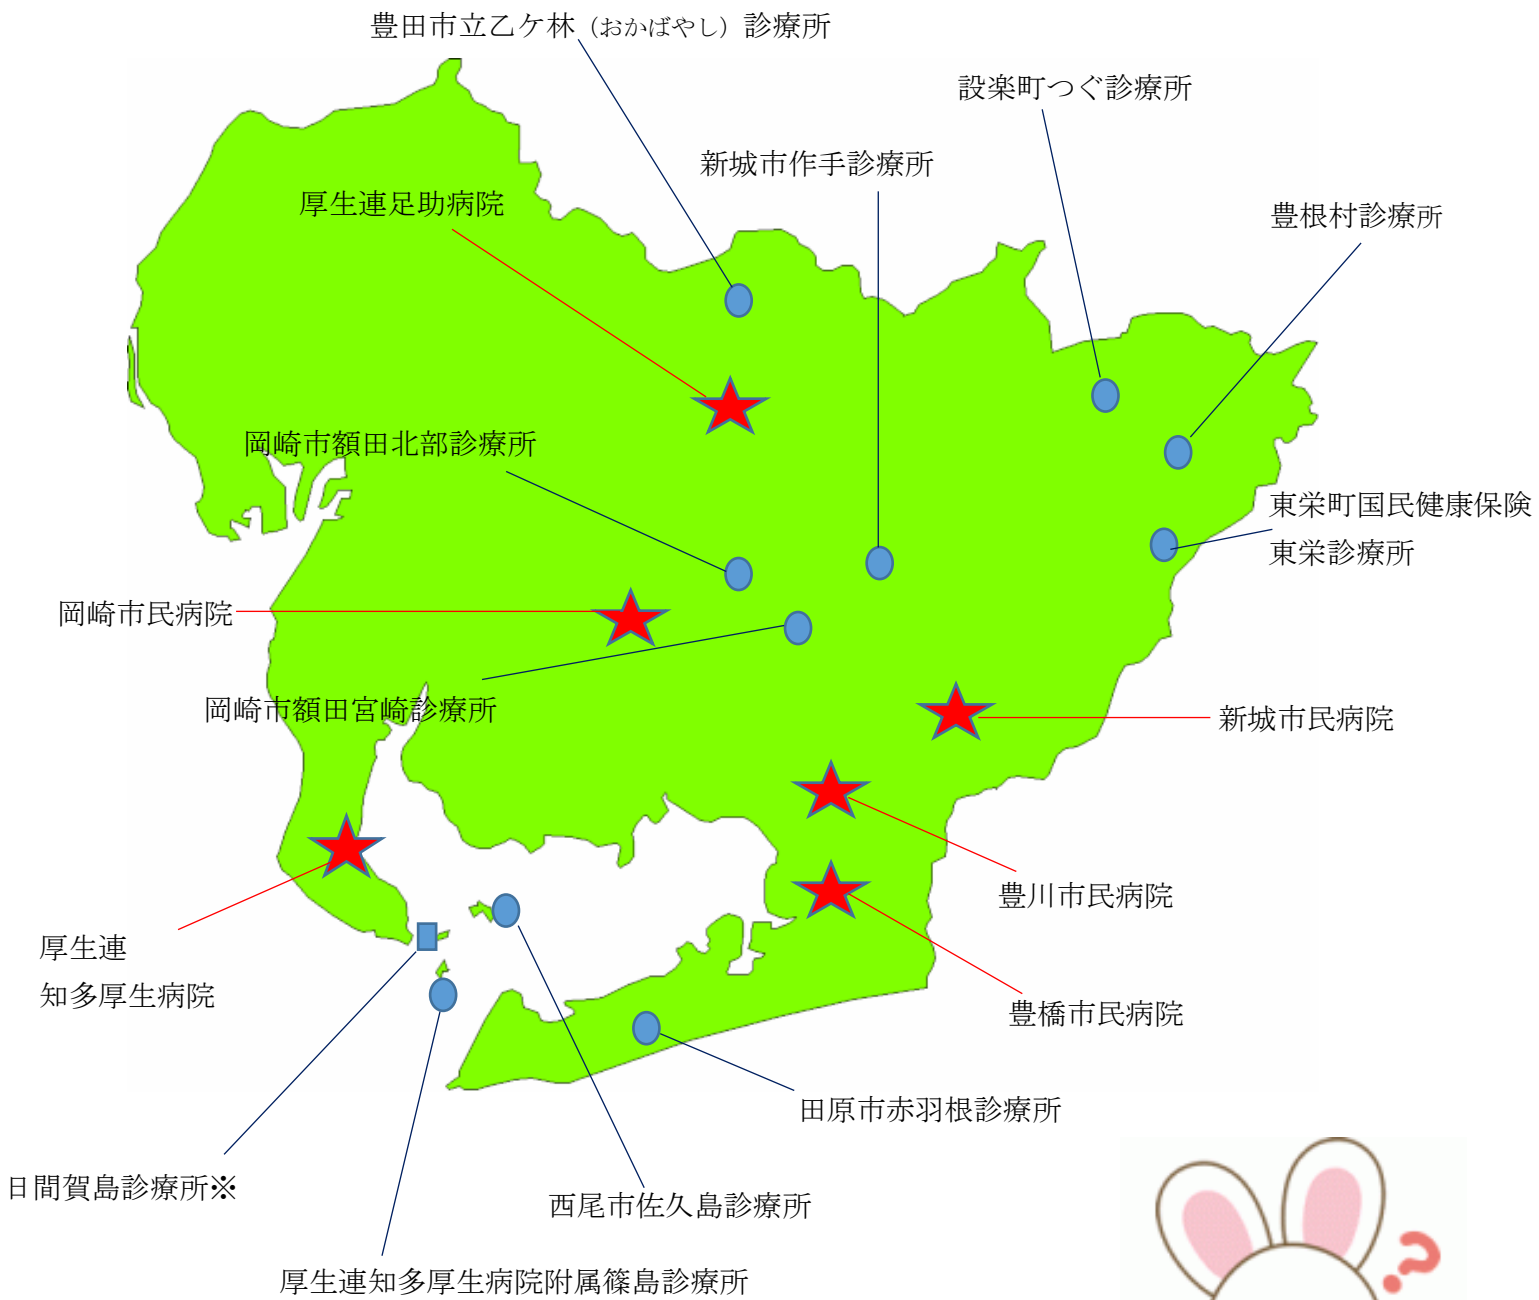 豊田市立乙ケ林（おかばやし）診療所
設楽町つぐ診療所
新城市作手診療所
厚生連足助病院
豊根村診療所
岡崎市額田北部診療所
東栄町国民健康保険
東栄診療所
岡崎市民病院
岡崎市額田宮崎診療所
新城市民病院
豊川市民病院
厚生連
知多厚生病院
豊橋市民病院
田原市赤羽根診療所
日間賀島診療所※
西尾市佐久島診療所
厚生連知多厚生病院附属篠島診療所
?